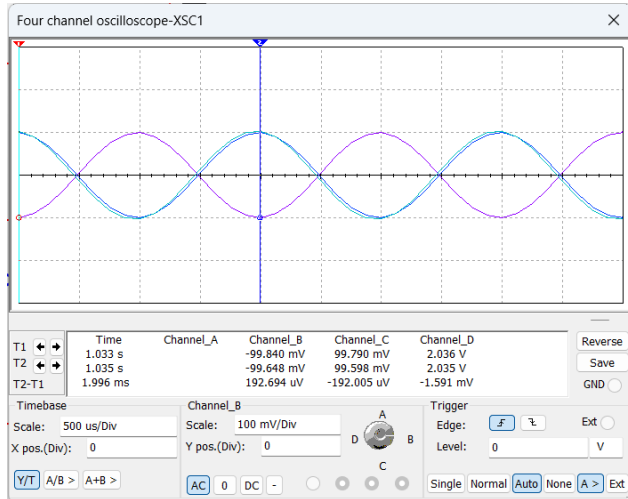 Four channel oscilloscope-XSC1
1
2
Time Channel_A Channel_B Channel_C Channel_D
T1 1.033 s -99.840 mV 99.790 mV 2.036 V
T2 1.035 s -99.648 mV 99.598 mV 2.035 V
T2-T1 1.996 ms 192.694 uV -192.005 uV -1.591 mV
Reverse
Save
GND
Timebase
Scale: 500 us/Div
X pos.(Div): 0
Y/T A/B > A+B >
Channel_B
Scale: 100 mV/Div
Y pos.(Div): 0
AC 0 DC -
A
D B
C
Trigger
Edge: Ext
Level: 0 V
Single Normal Auto None A > Ext